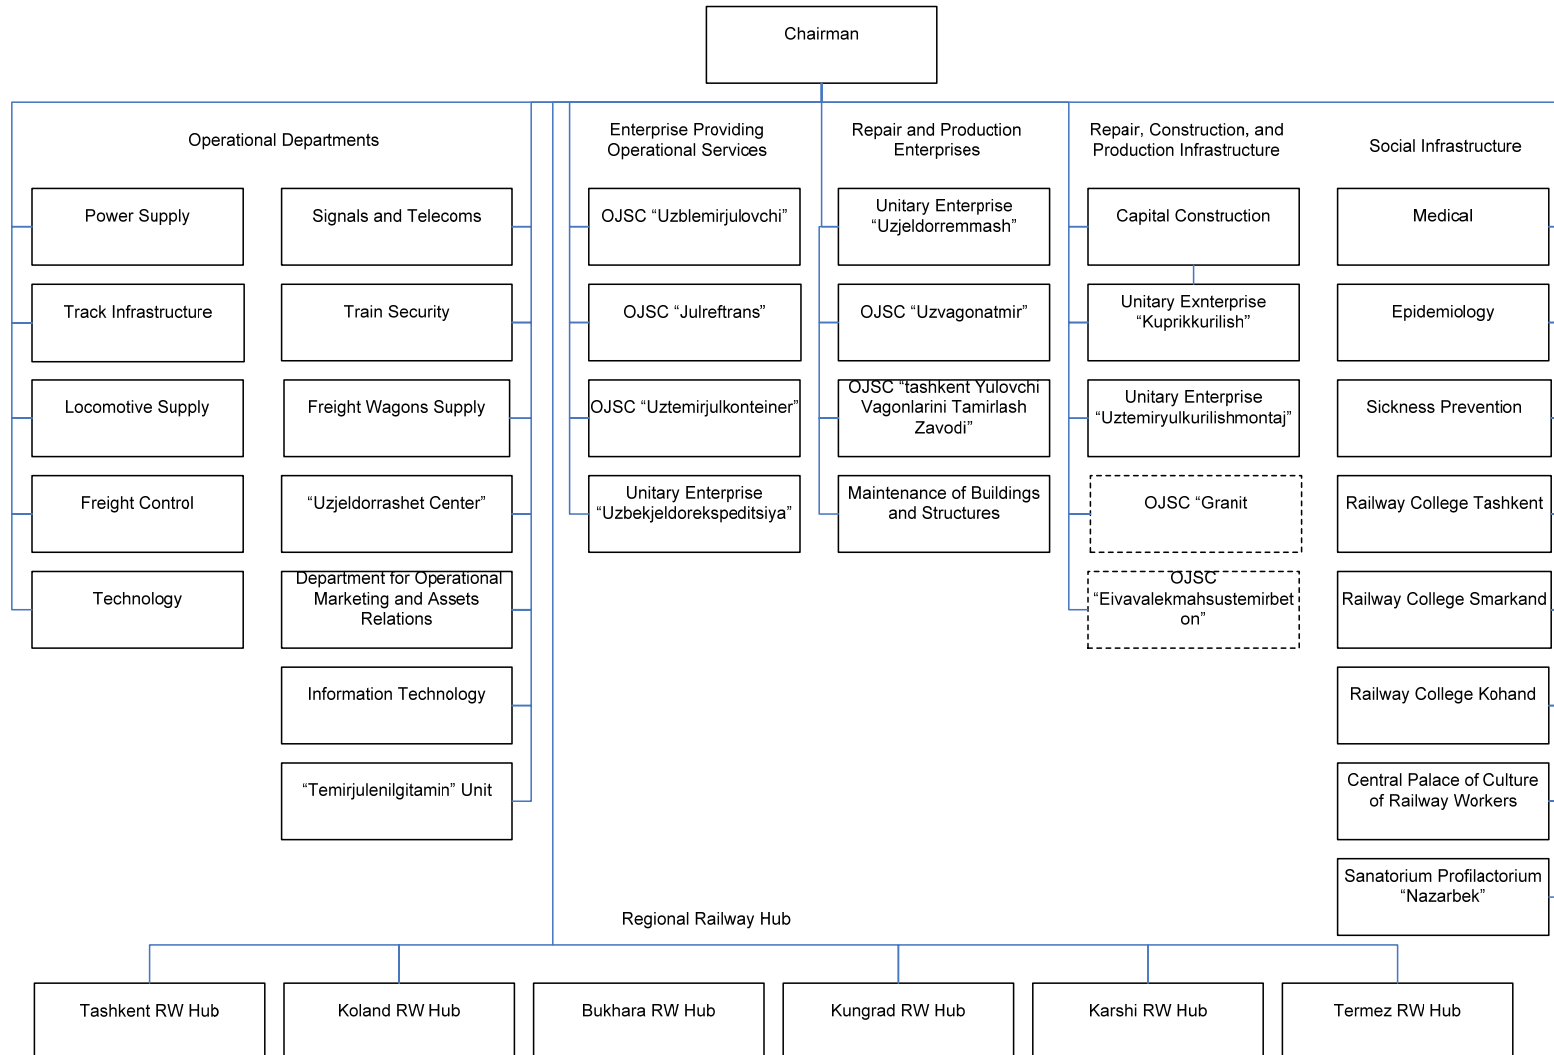 Chairman
Operational Departments
Enterprise Providing
Operational Services
Repair and Production
Enterprises
Repair, Construction, and
Production Infrastructure
Social Infrastructure
Power Supply
Track Infrastructure
Locomotive Supply
Freight Control
Technology
Signals and Telecoms
Train Security
Freight Wagons Supply
“Uzjeldorrashet Center”
Department for Operational
Marketing and Assets
Relations
Information Technology
“Temirjulenilgitamin” Unit
OJSC “Uzblemirjulovchi”
OJSC “Julreftrans”
OJSC “Uztemirjulkonteiner”
Unitary Enterprise
“Uzbekjeldorekspeditsiya”
Unitary Enterprise
“Uzjeldorremmash”
OJSC “Uzvagonatmir”
OJSC “tashkent Yulovchi
Vagonlarini Tamirlash
Zavodi”
Maintenance of Buildings
and Structures
Capital Construction
Unitary Exnterprise
“Kuprikkurilish”
Unitary Enterprise
“Uztemiryulkurilishmontaj”
OJSC “Granit
OJSC
“Eivavalekmahsustemirbet
on”
Medical
Epidemiology
Sickness Prevention
Railway College Tashkent
Railway College Smarkand
Railway College Kohand
Central Palace of Culture
of Railway Workers
Sanatorium Profilactorium
“Nazarbek”
Regional Railway Hub
Tashkent RW Hub
Koland RW Hub
Bukhara RW Hub
Kungrad RW Hub
Karshi RW Hub
Termez RW Hub